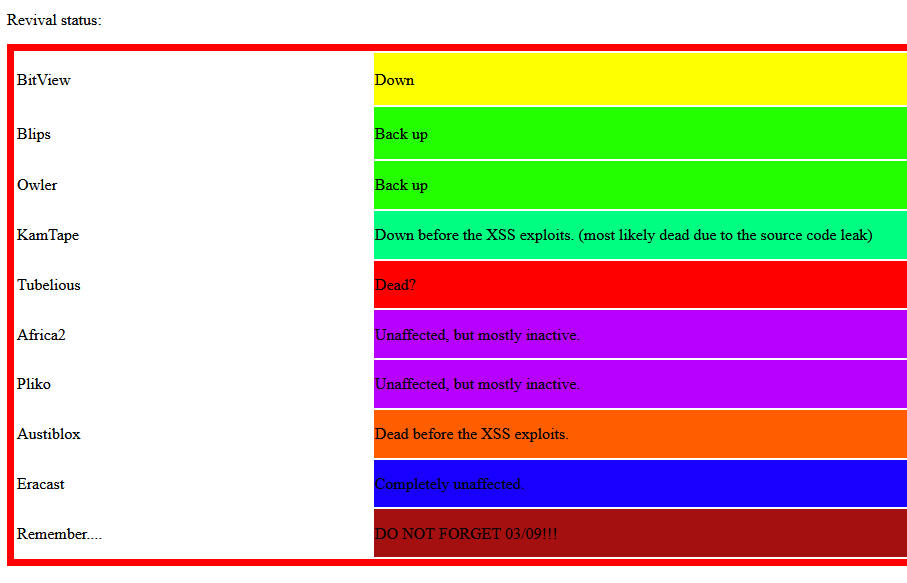 Revival status:
BitView Down
Blips Back up
Owler Back up
KamTape Down before the XSS exploits. (most likely dead due to the source code leak)
Tubelious Dead?
Africa2 Unaffected, but mostly inactive.
Pliko Unaffected, but mostly inactive.
Austiblox Dead before the XSS exploits.
Eracast Completely unaffected.
Remember.... DO NOT FORGET 03/09!!!